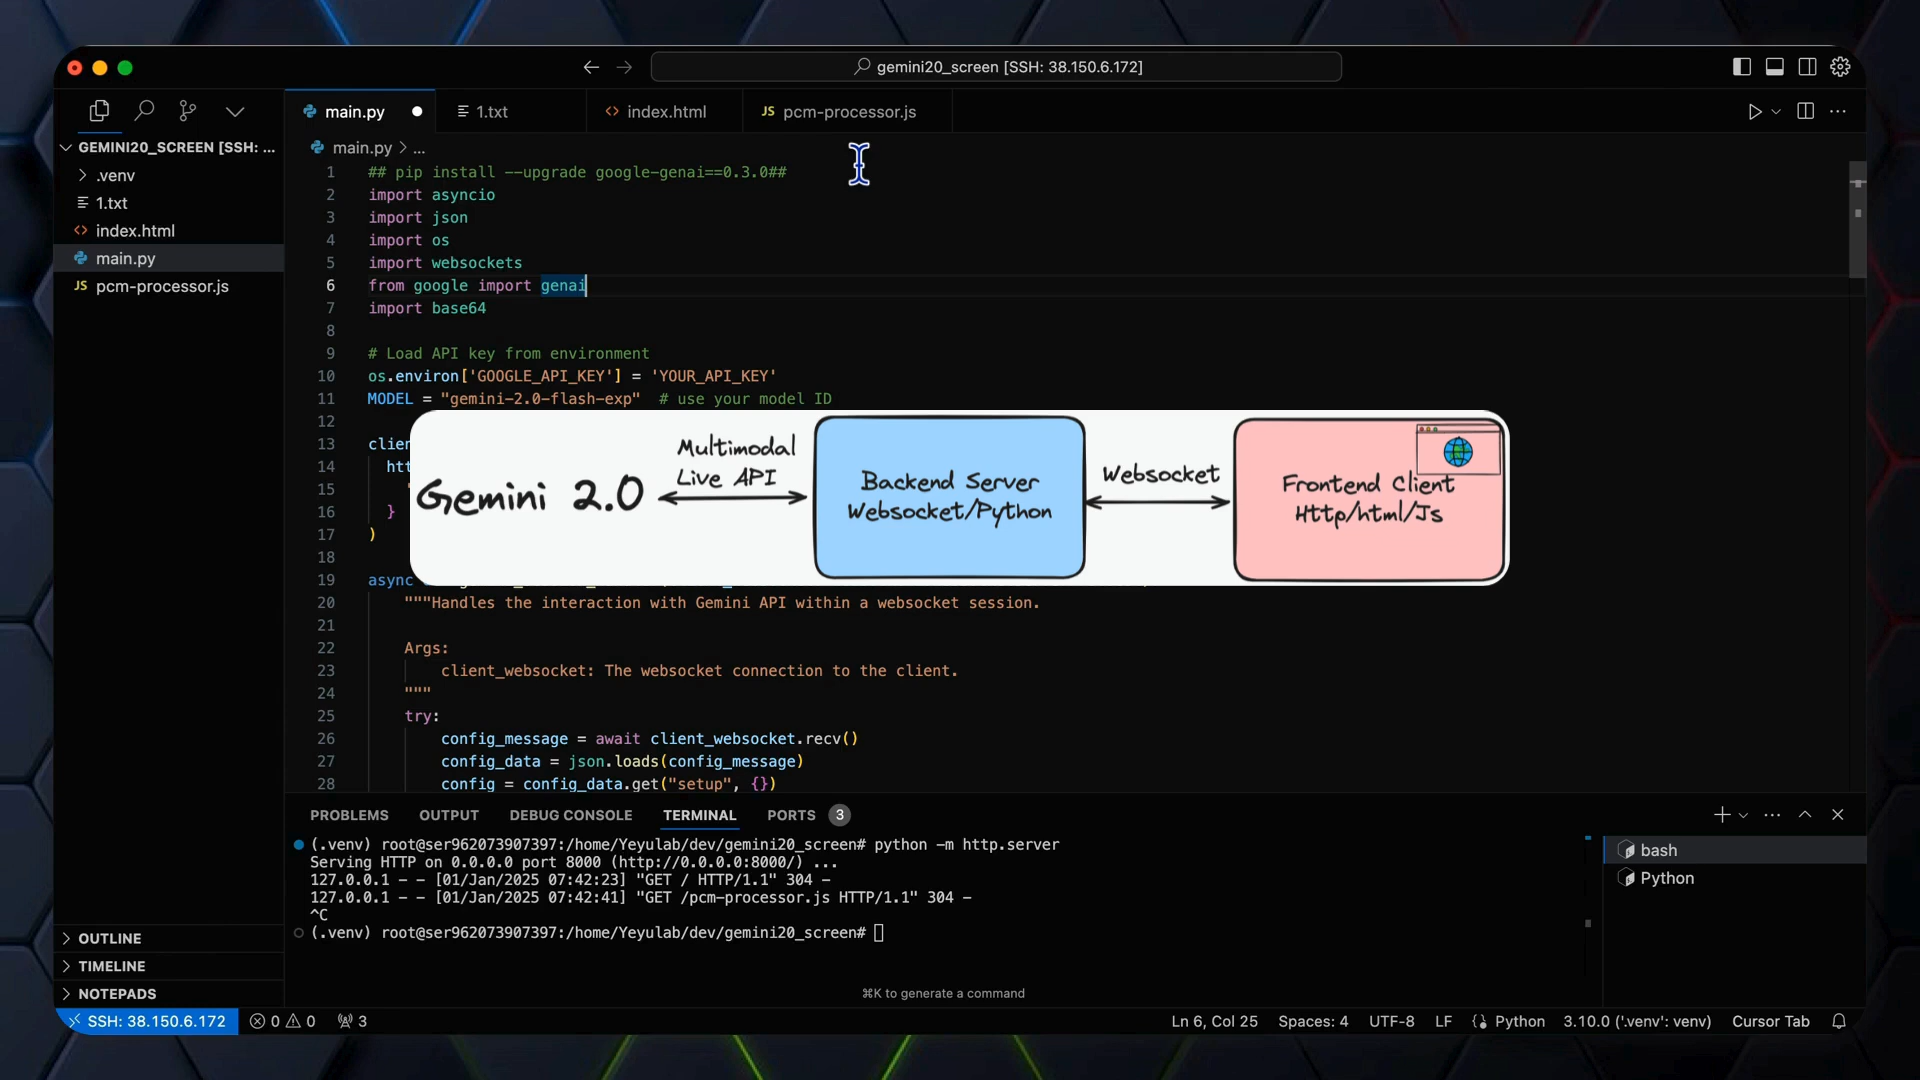 gemini20_screen [SSH: 38.150.6.172]
main.py
1.txt
index.html
JS pcm-processor.js
GEMINI20_SCREEN [SSH: ...
.venv
1.txt
index.html
main.py
JS pcm-processor.js
main.py > ...
1 ## pip install --upgrade google-genai==0.3.0##
2 import asyncio
3 import json
4 import os
5 import websockets
6 from google import genai
7 import base64
8
9 # Load API key from environment
10 os.environ['GOOGLE_API_KEY'] = 'YOUR_API_KEY'
11 MODEL = "gemini-2.0-flash-exp" # use your model ID
12
13 clien
14 htt
15
16 }
17 )
18
19 async
20 """Handles the interaction with Gemini API within a websocket session.
21
22 Args:
23 client_websocket: The websocket connection to the client.
24 """
25 try:
26 config_message = await client_websocket.recv()
27 config_data = json.loads(config_message)
28 config = config_data.get("setup", {})
Gemini 2.0
Multimodal
Live API
Backend Server
Websocket/Python
Websocket
Frontend Client
Http/html/Js
PROBLEMS OUTPUT DEBUG CONSOLE TERMINAL PORTS 3
(.venv) root@ser962073907397:/home/Yeyulab/dev/gemini20_screen# python -m http.server
Serving HTTP on 0.0.0.0 port 8000 (http://0.0.0.0:8000/) ...
127.0.0.1 - - [01/Jan/2025 07:42:23] "GET / HTTP/1.1" 304 -
127.0.0.1 - - [01/Jan/2025 07:42:41] "GET /pcm-processor.js HTTP/1.1" 304 -
^C
(.venv) root@ser962073907397:/home/Yeyulab/dev/gemini20_screen#
⌘K to generate a command
bash
Python
OUTLINE
TIMELINE
NOTEPADS
SSH: 38.150.6.172 0 0 3
Ln 6, Col 25 Spaces: 4 UTF-8 LF Python 3.10.0 ('.venv': venv) Cursor Tab